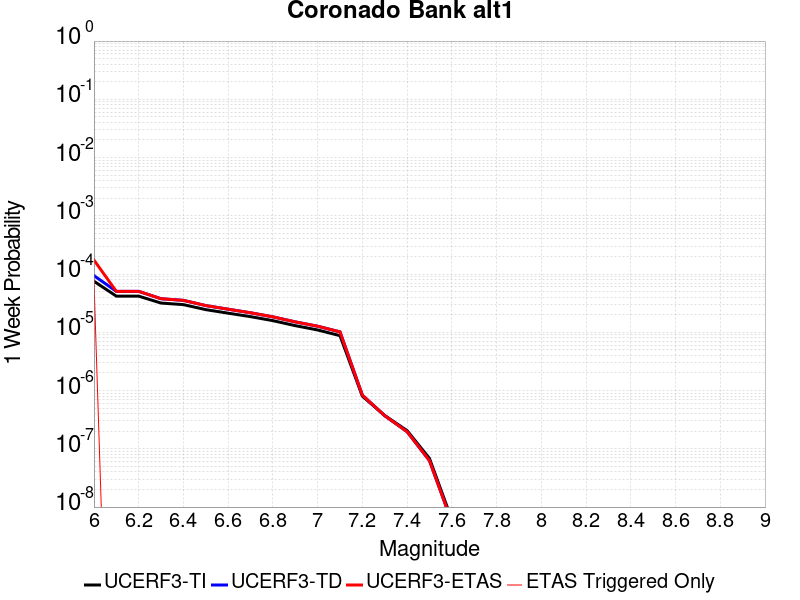 Coronado Bank alt1
10^0
10^-1
10^-2
10^-3
10^-4
10^-5
10^-6
10^-7
10^-8
1 Week Probability
6 6.2 6.4 6.6 6.8 7 7.2 7.4 7.6 7.8 8 8.2 8.4 8.6 8.8 9
Magnitude
UCERF3-TI UCERF3-TD UCERF3-ETAS ETAS Triggered Only